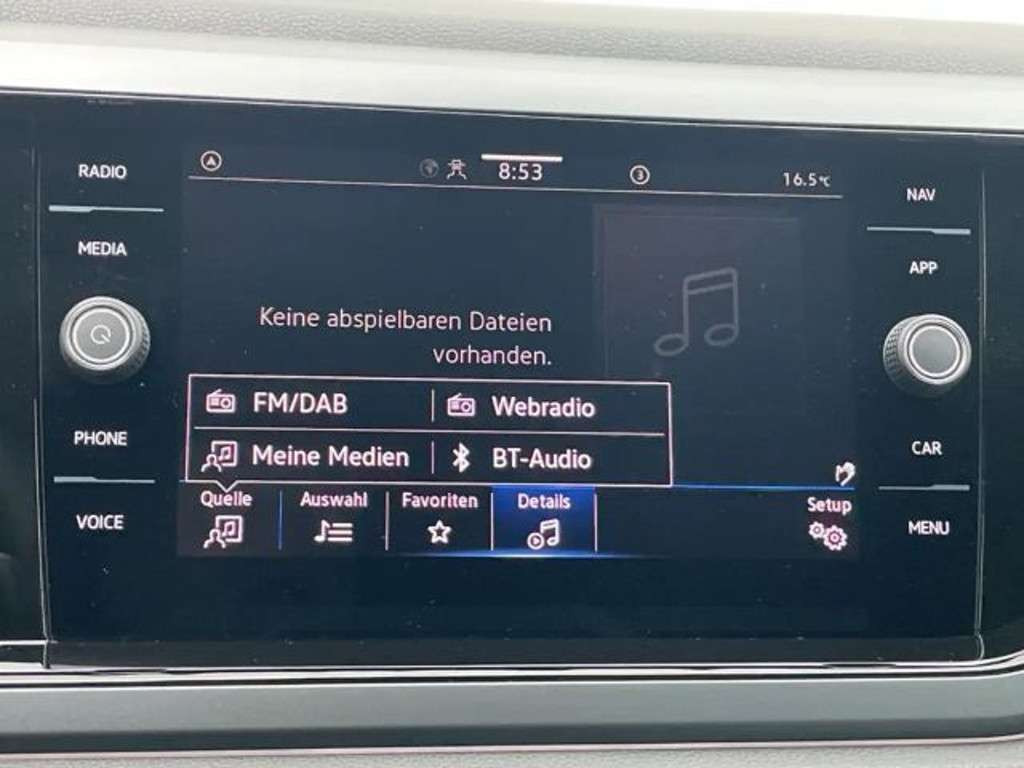 RADIO
MEDIA
PHONE
VOICE
8:53
3
16.5°C
Keine abspielbaren Dateien
vorhanden.
FM/DAB
Webradio
Meine Medien
BT-Audio
Quelle
Auswahl
Favoriten
Details
Setup
NAV
APP
CAR
MENU